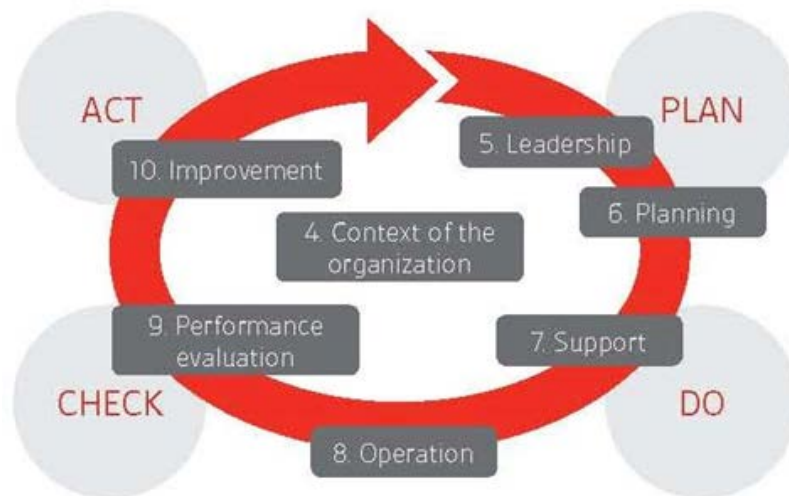 ACT
PLAN
5. Leadership
10. Improvement
6. Planning
4. Context of the
organization
9. Performance
evaluation
7. Support
CHECK
DO
8. Operation